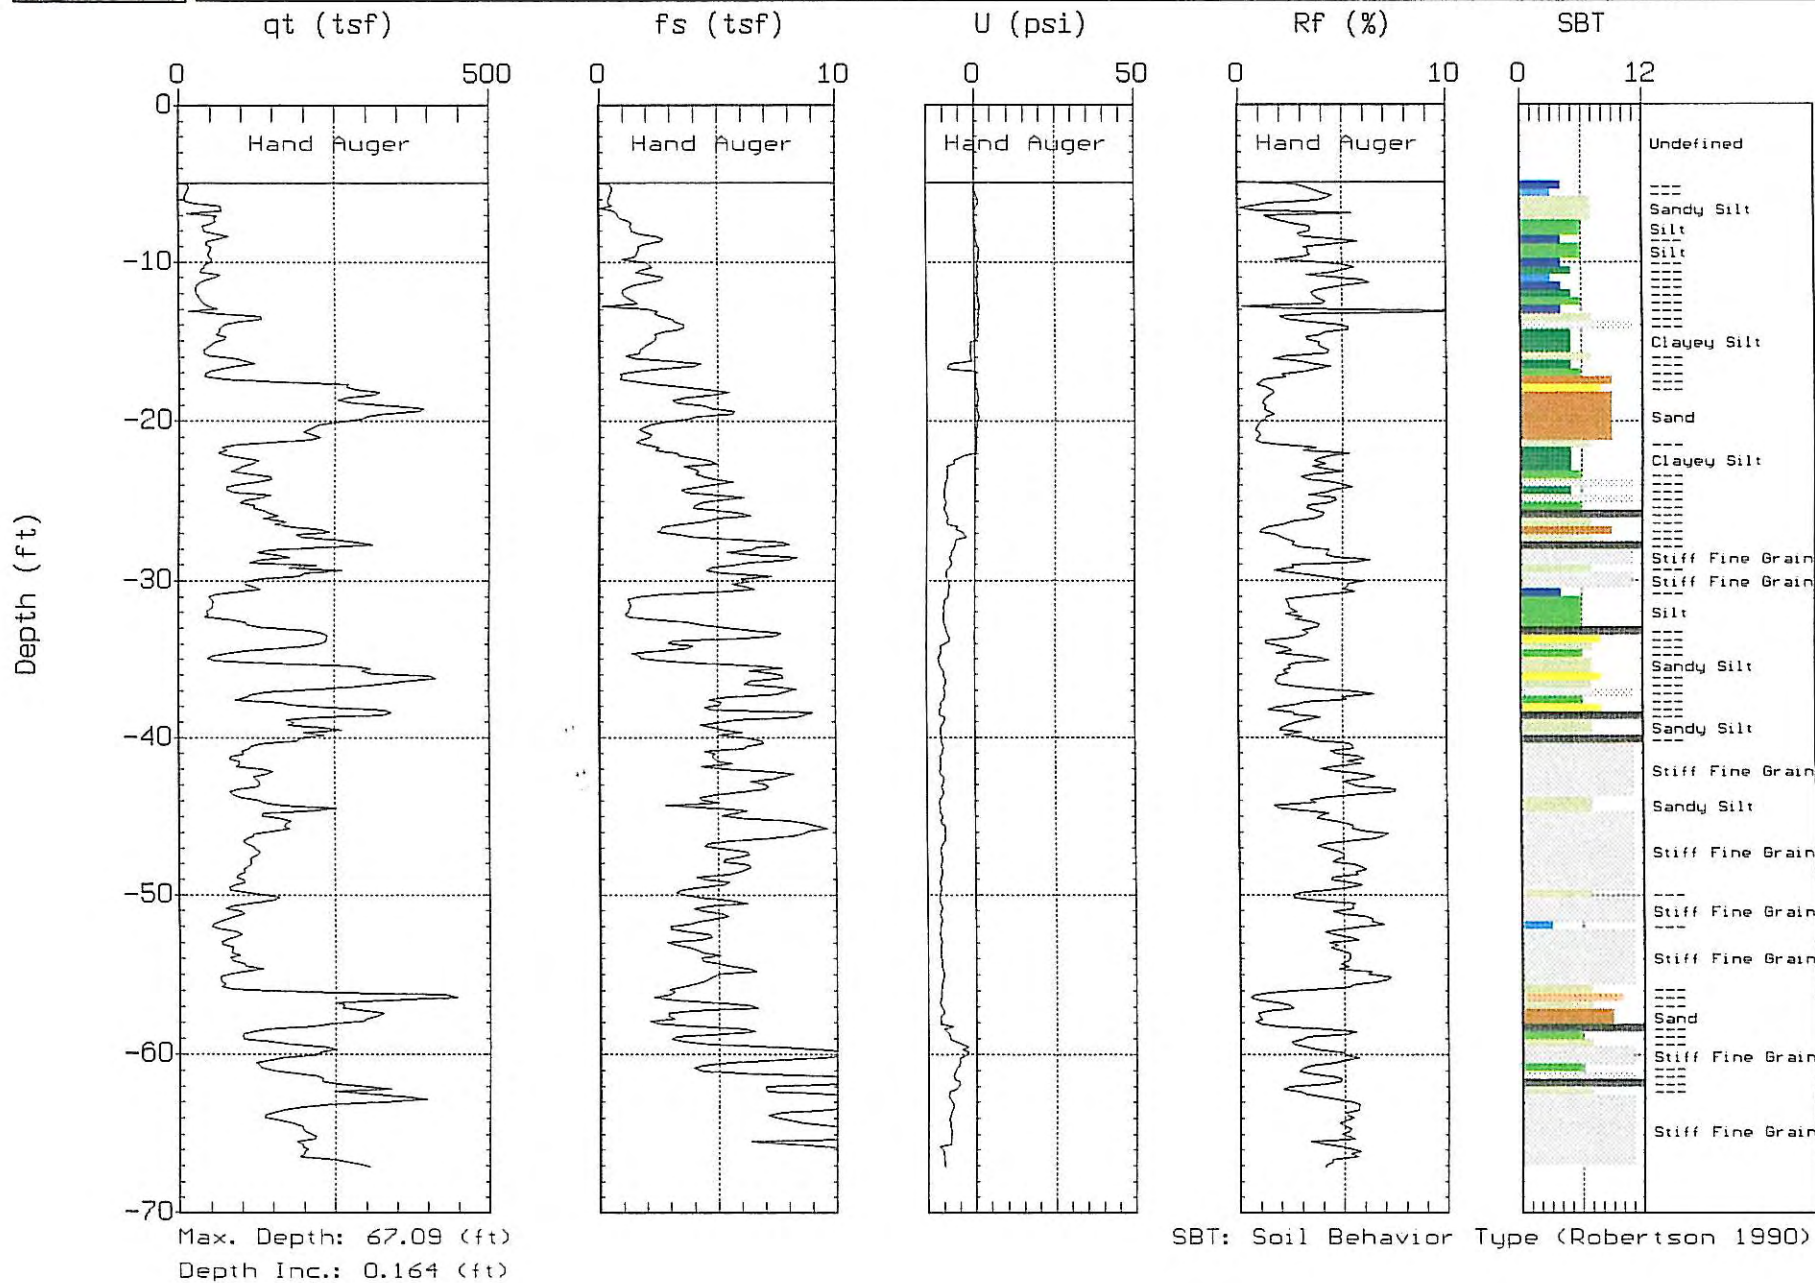 qt (tsf) fs (tsf) U (psi) Rf (%) SBT
0 500 0 10 0 50 0 10 0 12
0
Hand Auger Hand Auger Hand Auger Hand Auger Undefined
---
---
Sandy Silt
Silt
---
Silt
-10
---
---
---
---
---
---
---
---
---
Clayey Silt
---
---
---
---
---
Sand
-20
---
Clayey Silt
---
---
---
---
---
---
---
---
---
Stiff Fine Grain
---
-30
Stiff Fine Grain
---
Silt
---
---
---
Sandy Silt
---
---
---
---
---
---
Sandy Silt
-40
---
Stiff Fine Grain
Sandy Silt
Stiff Fine Grain
-50
---
Stiff Fine Grain
---
Stiff Fine Grain
---
---
---
Sand
---
---
---
-60
Stiff Fine Grain
---
---
---
---
Stiff Fine Grain
-70
Depth (ft)
Max. Depth: 67.09 (ft)
Depth Inc.: 0.164 (ft)
SBT: Soil Behavior Type (Robertson 1990)